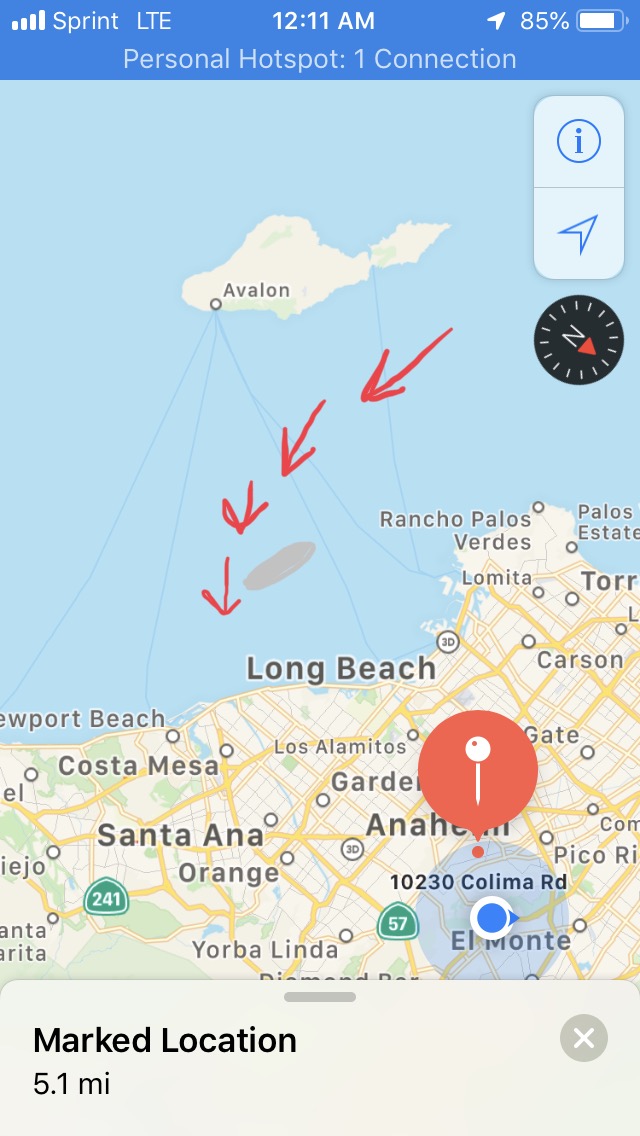 Sprint LTE 12:11 AM 85%
Personal Hotspot: 1 Connection
i
Avalon
N
Rancho Palos Verdes
Palos Estate
Lomita
Torr
3D
Carson
Long Beach
ewport Beach
Gate
Los Alamitos
Costa Mesa
el
Garde
Com
Santa Ana
Anahe
3D
Pico Ri
iejo
Orange
10230 Colima Rd
241
57
anta
arita
Yorba Linda
El Monte
Diamond Bar
Marked Location
5.1 mi